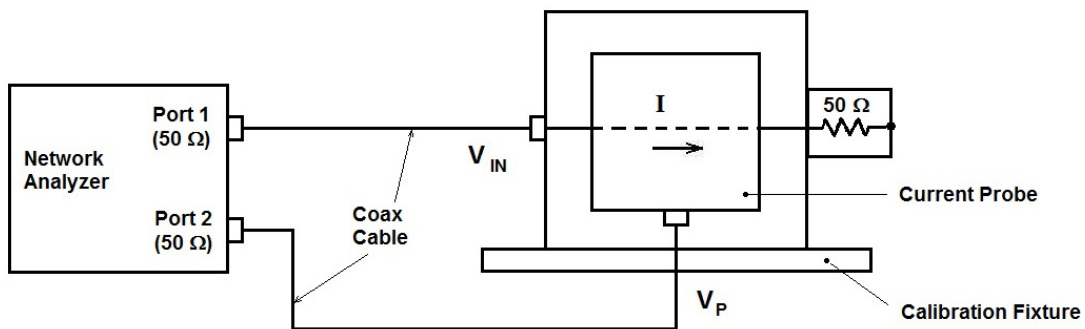 Port 1
(50 Ω)
Network
Analyzer
Port 2
(50 Ω)
Coax
Cable
V IN
I
50 Ω
Current Probe
V P
Calibration Fixture